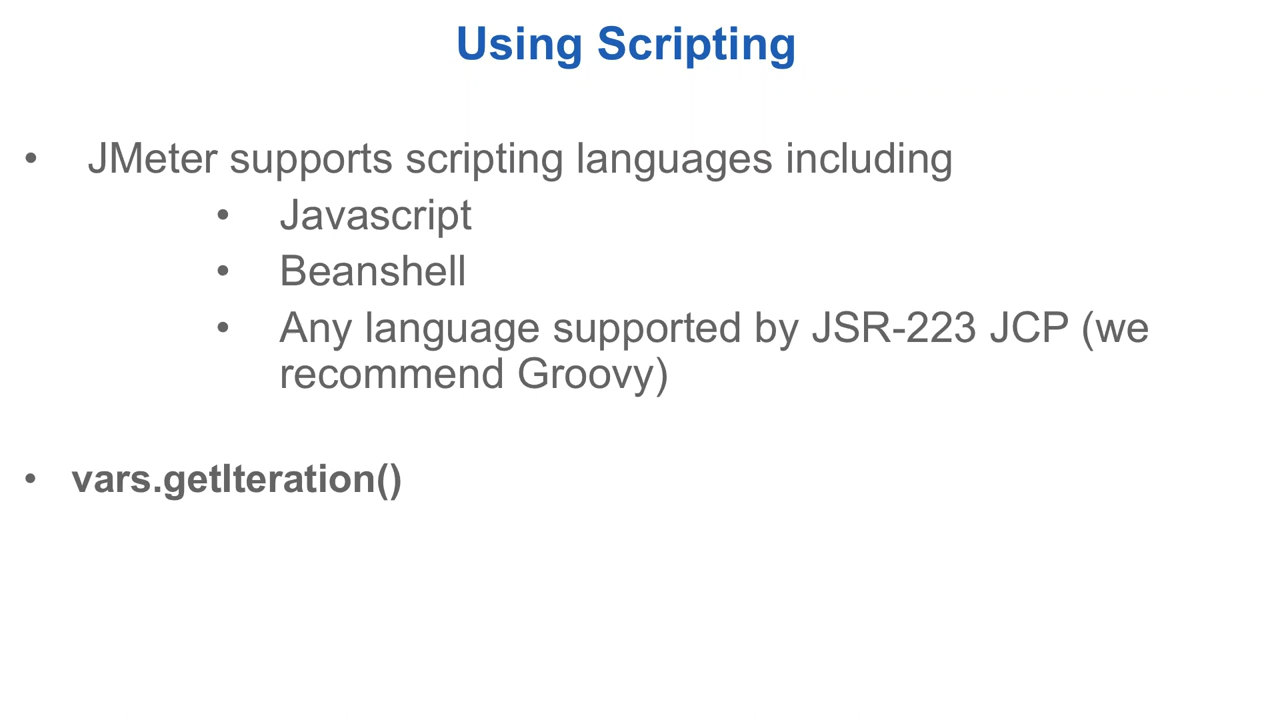 Using Scripting
• JMeter supports scripting languages including
• Javascript
• Beanshell
• Any language supported by JSR-223 JCP (we
recommend Groovy)
• vars.getIteration()